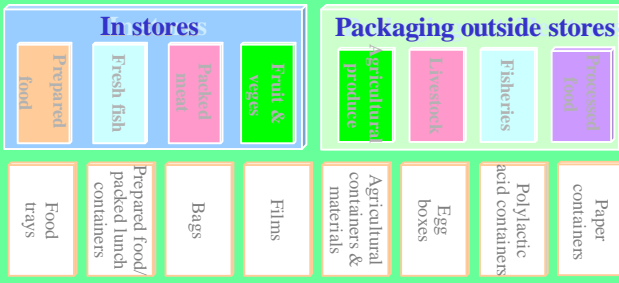 In stores
Packaging outside stores
Prepared
food
Fresh fish
Packed
meat
Fruit &
veges
Agricultural
produce
Livestock
Fisheries
Processed
food
Food
trays
Prepared food/
packed lunch
containers
Bags
Films
Agricultural
containers &
materials
Egg
boxes
Polylactic
acid containers
Paper
containers